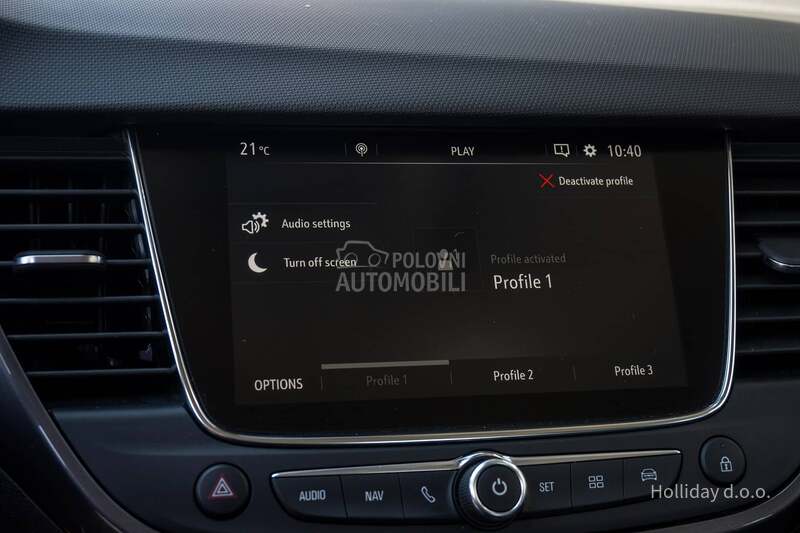 21°C
PLAY
10:40
Deactivate profile
Audio settings
Turn off screen
POLOVNI
AUTOMOBILI
Profile activated
Profile 1
OPTIONS
Profile 1
Profile 2
Profile 3
AUDIO
NAV
SET
Holliday d.o.o.